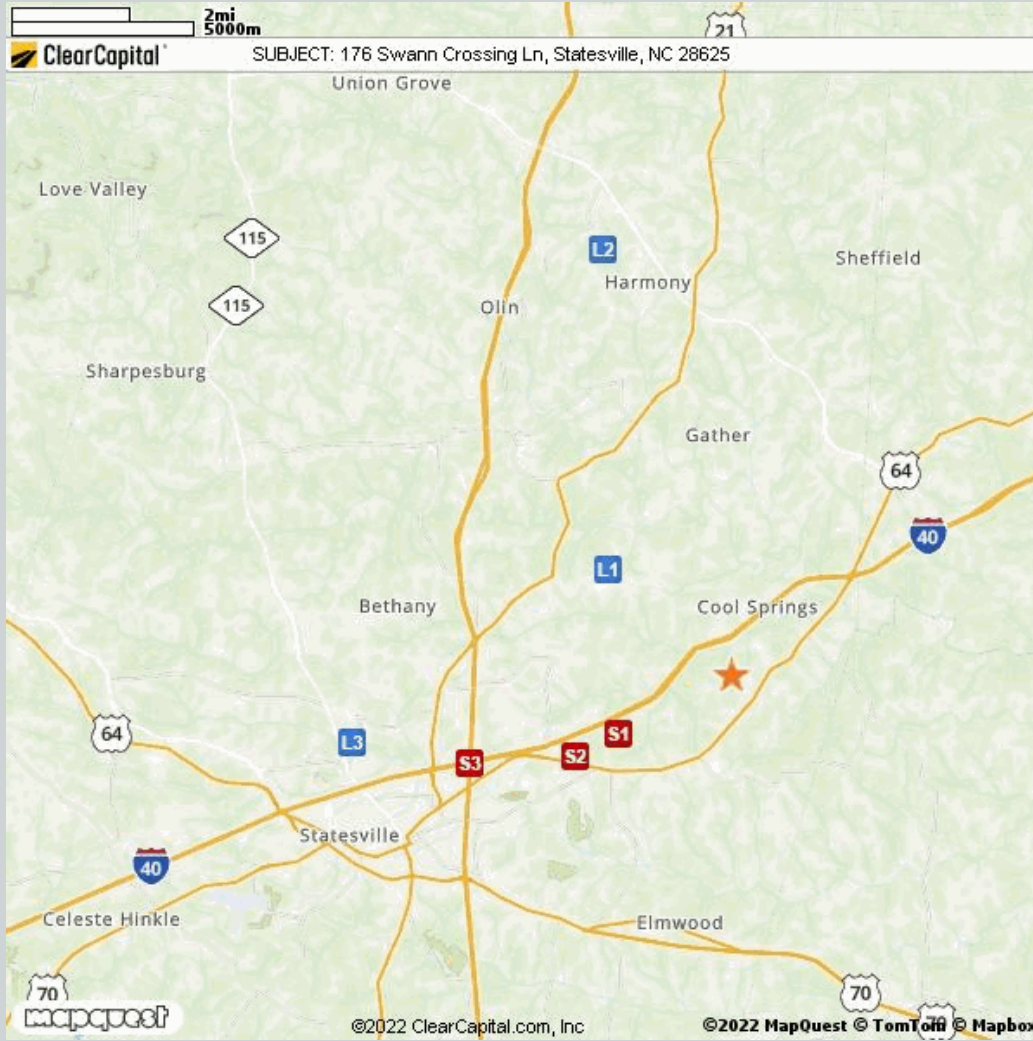 2mi
5000m
21
ClearCapital
SUBJECT: 176 Swann Crossing Ln, Statesville, NC 28625
Union Grove
Love Valley
115
L2
Sheffield
Harmony
115
Olin
Sharpesburg
Gather
64
40
L1
Bethany
Cool Springs
64
L3
S1
S2
S3
Statesville
40
Celeste Hinkle
Elmwood
70
70
mapquest
©2022 ClearCapital.com, Inc
©2022 MapQuest © TomTom © Mapbox
70